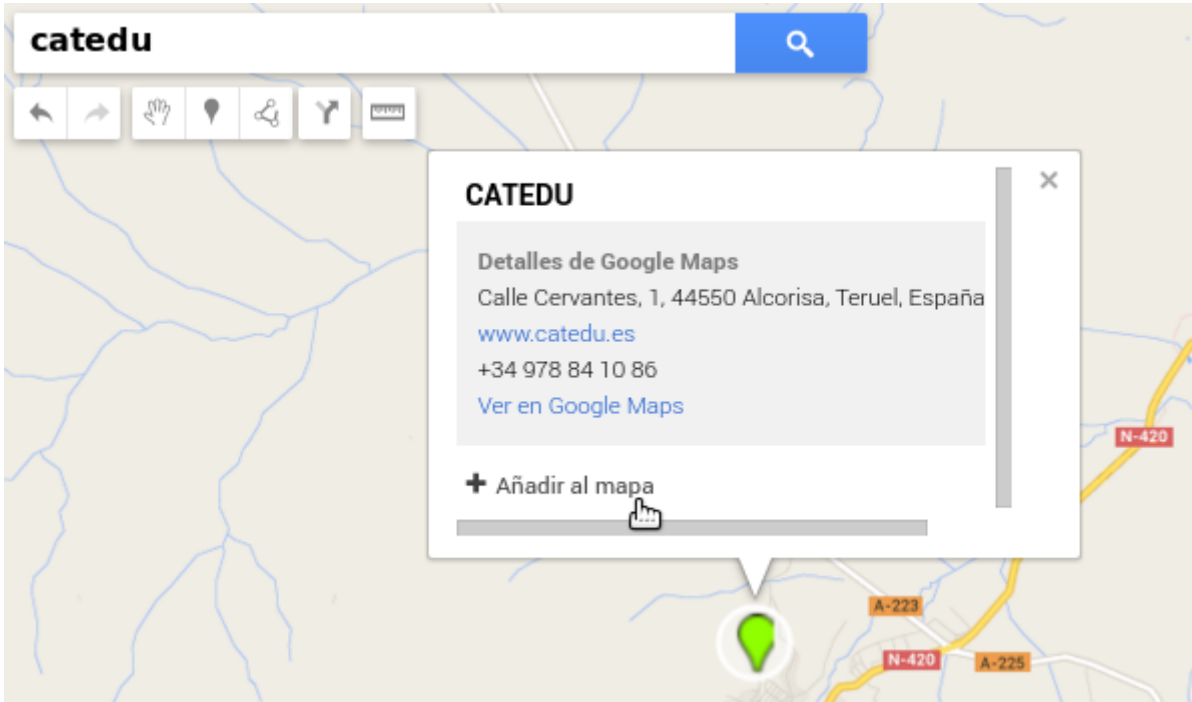 catedu
CATEDU
Detalles de Google Maps
Calle Cervantes, 1, 44550 Alcorisa, Teruel, España
www.catedu.es
+34 978 84 10 86
Ver en Google Maps
+ Añadir al mapa
N-420
A-223
N-420
A-225